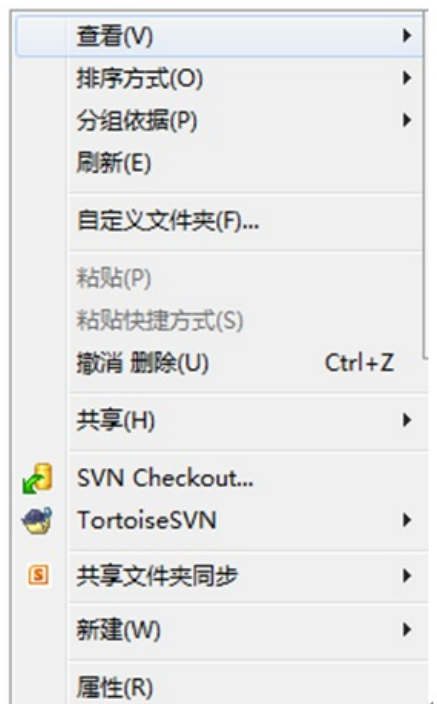 查看(V)
排序方式(O)
分组依据(P)
刷新(E)
自定义文件夹(F)...
粘贴(P)
粘贴快捷方式(S)
撤消 删除(U) Ctrl+Z
共享(H)
SVN Checkout...
TortoiseSVN
S 共享文件夹同步
新建(W)
属性(R)